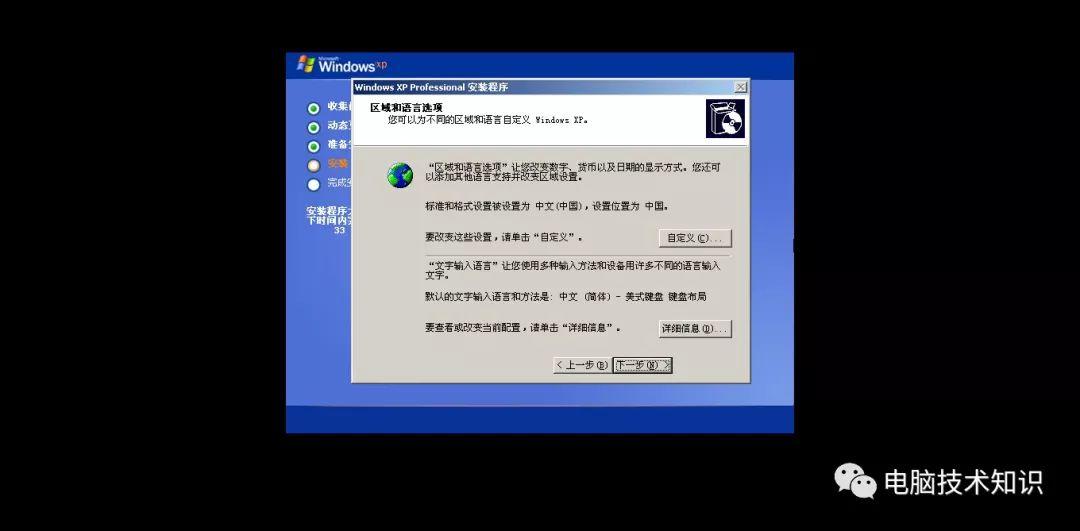 Microsoft
Windows xp
Windows XP Professional 安装程序
区域和语言选项
您可以为不同的区域和语言自定义 Windows XP。
收集
动态
准备
安装
完成安
安装程序
下时间内
33
“区域和语言选项”让您改变数字、货币以及日期的显示方式。您还可
以添加其他语言支持并改变区域设置。
标准和格式设置被设置为 中文(中国)，设置位置为 中国。
要改变这些设置，请单击“自定义”。
自定义(C)...
“文字输入语言”让您使用多种输入方法和设备用许多不同的语言输入
文字。
默认的文字输入语言和方法是: 中文 (简体) - 美式键盘 键盘布局
要查看或改变当前配置，请单击“详细信息”。
详细信息(D)...
< 上一步(B)
下一步(N) >
电脑技术知识